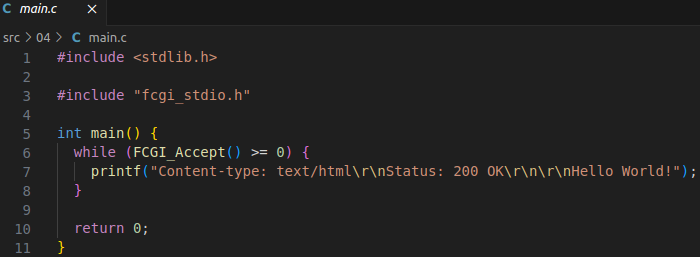 C main.c ×
src > 04 > C main.c
1 #include <stdlib.h>
2
3 #include "fcgi_stdio.h"
4
5 int main() {
6 while (FCGI_Accept() >= 0) {
7 printf("Content-type: text/html\r\nStatus: 200 OK\r\n\r\nHello World!");
8 }
9
10 return 0;
11 }